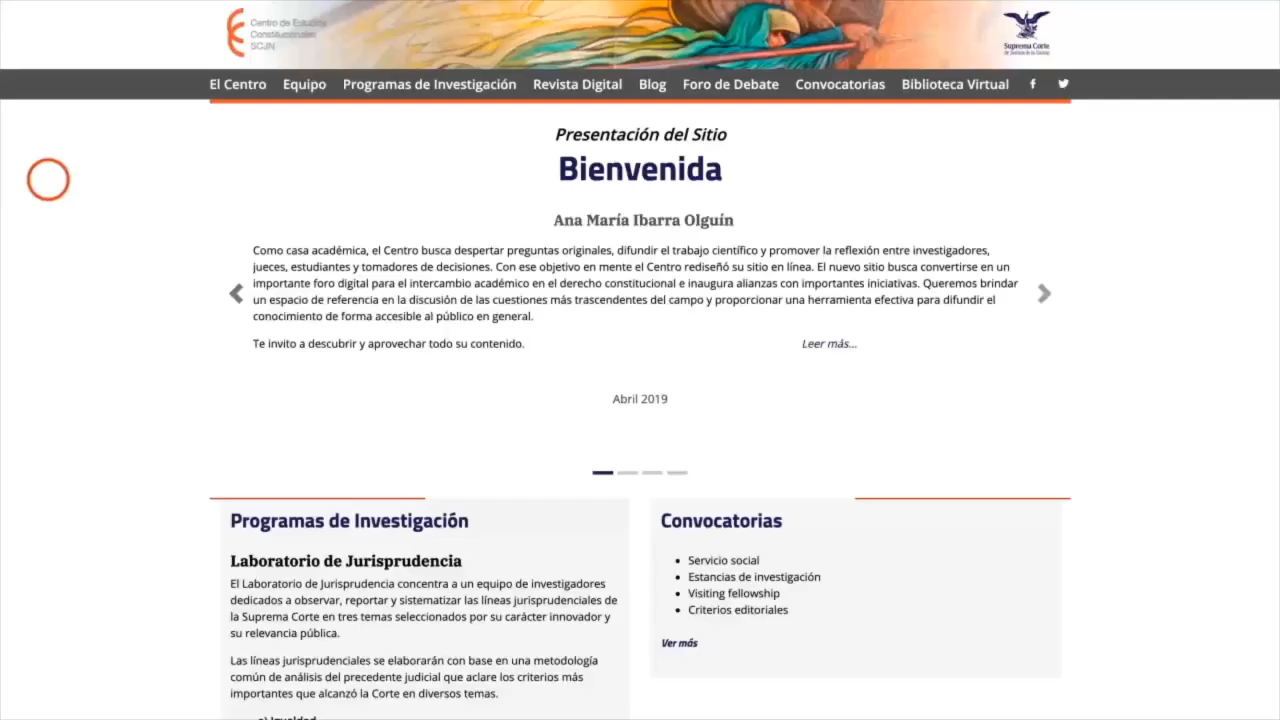 Centro de Estudios
Constitucionales
SCJN
Suprema Corte
de Justicia de la Nación
El Centro Equipo Programas de Investigación Revista Digital Blog Foro de Debate Convocatorias Biblioteca Virtual
Presentación del Sitio
Bienvenida
Ana María Ibarra Olguín
Como casa académica, el Centro busca despertar preguntas originales, difundir el trabajo científico y promover la reflexión entre investigadores,
jueces, estudiantes y tomadores de decisiones. Con ese objetivo en mente el Centro rediseñó su sitio en línea. El nuevo sitio busca convertirse en un
importante foro digital para el intercambio académico en el derecho constitucional e inaugura alianzas con importantes iniciativas. Queremos brindar
un espacio de referencia en la discusión de las cuestiones más trascendentes del campo y proporcionar una herramienta efectiva para difundir el
conocimiento de forma accesible al público en general.
Te invito a descubrir y aprovechar todo su contenido.
Leer más...
Abril 2019
Programas de Investigación
Laboratorio de Jurisprudencia
El Laboratorio de Jurisprudencia concentra a un equipo de investigadores
dedicados a observar, reportar y sistematizar las líneas jurisprudenciales de
la Suprema Corte en tres temas seleccionados por su carácter innovador y
su relevancia pública.
Las líneas jurisprudenciales se elaborarán con base en una metodología
común de análisis del precedente judicial que aclare los criterios más
importantes que alcanzó la Corte en diversos temas.
Convocatorias
Servicio social
Estancias de investigación
Visiting fellowship
Criterios editoriales
Ver más